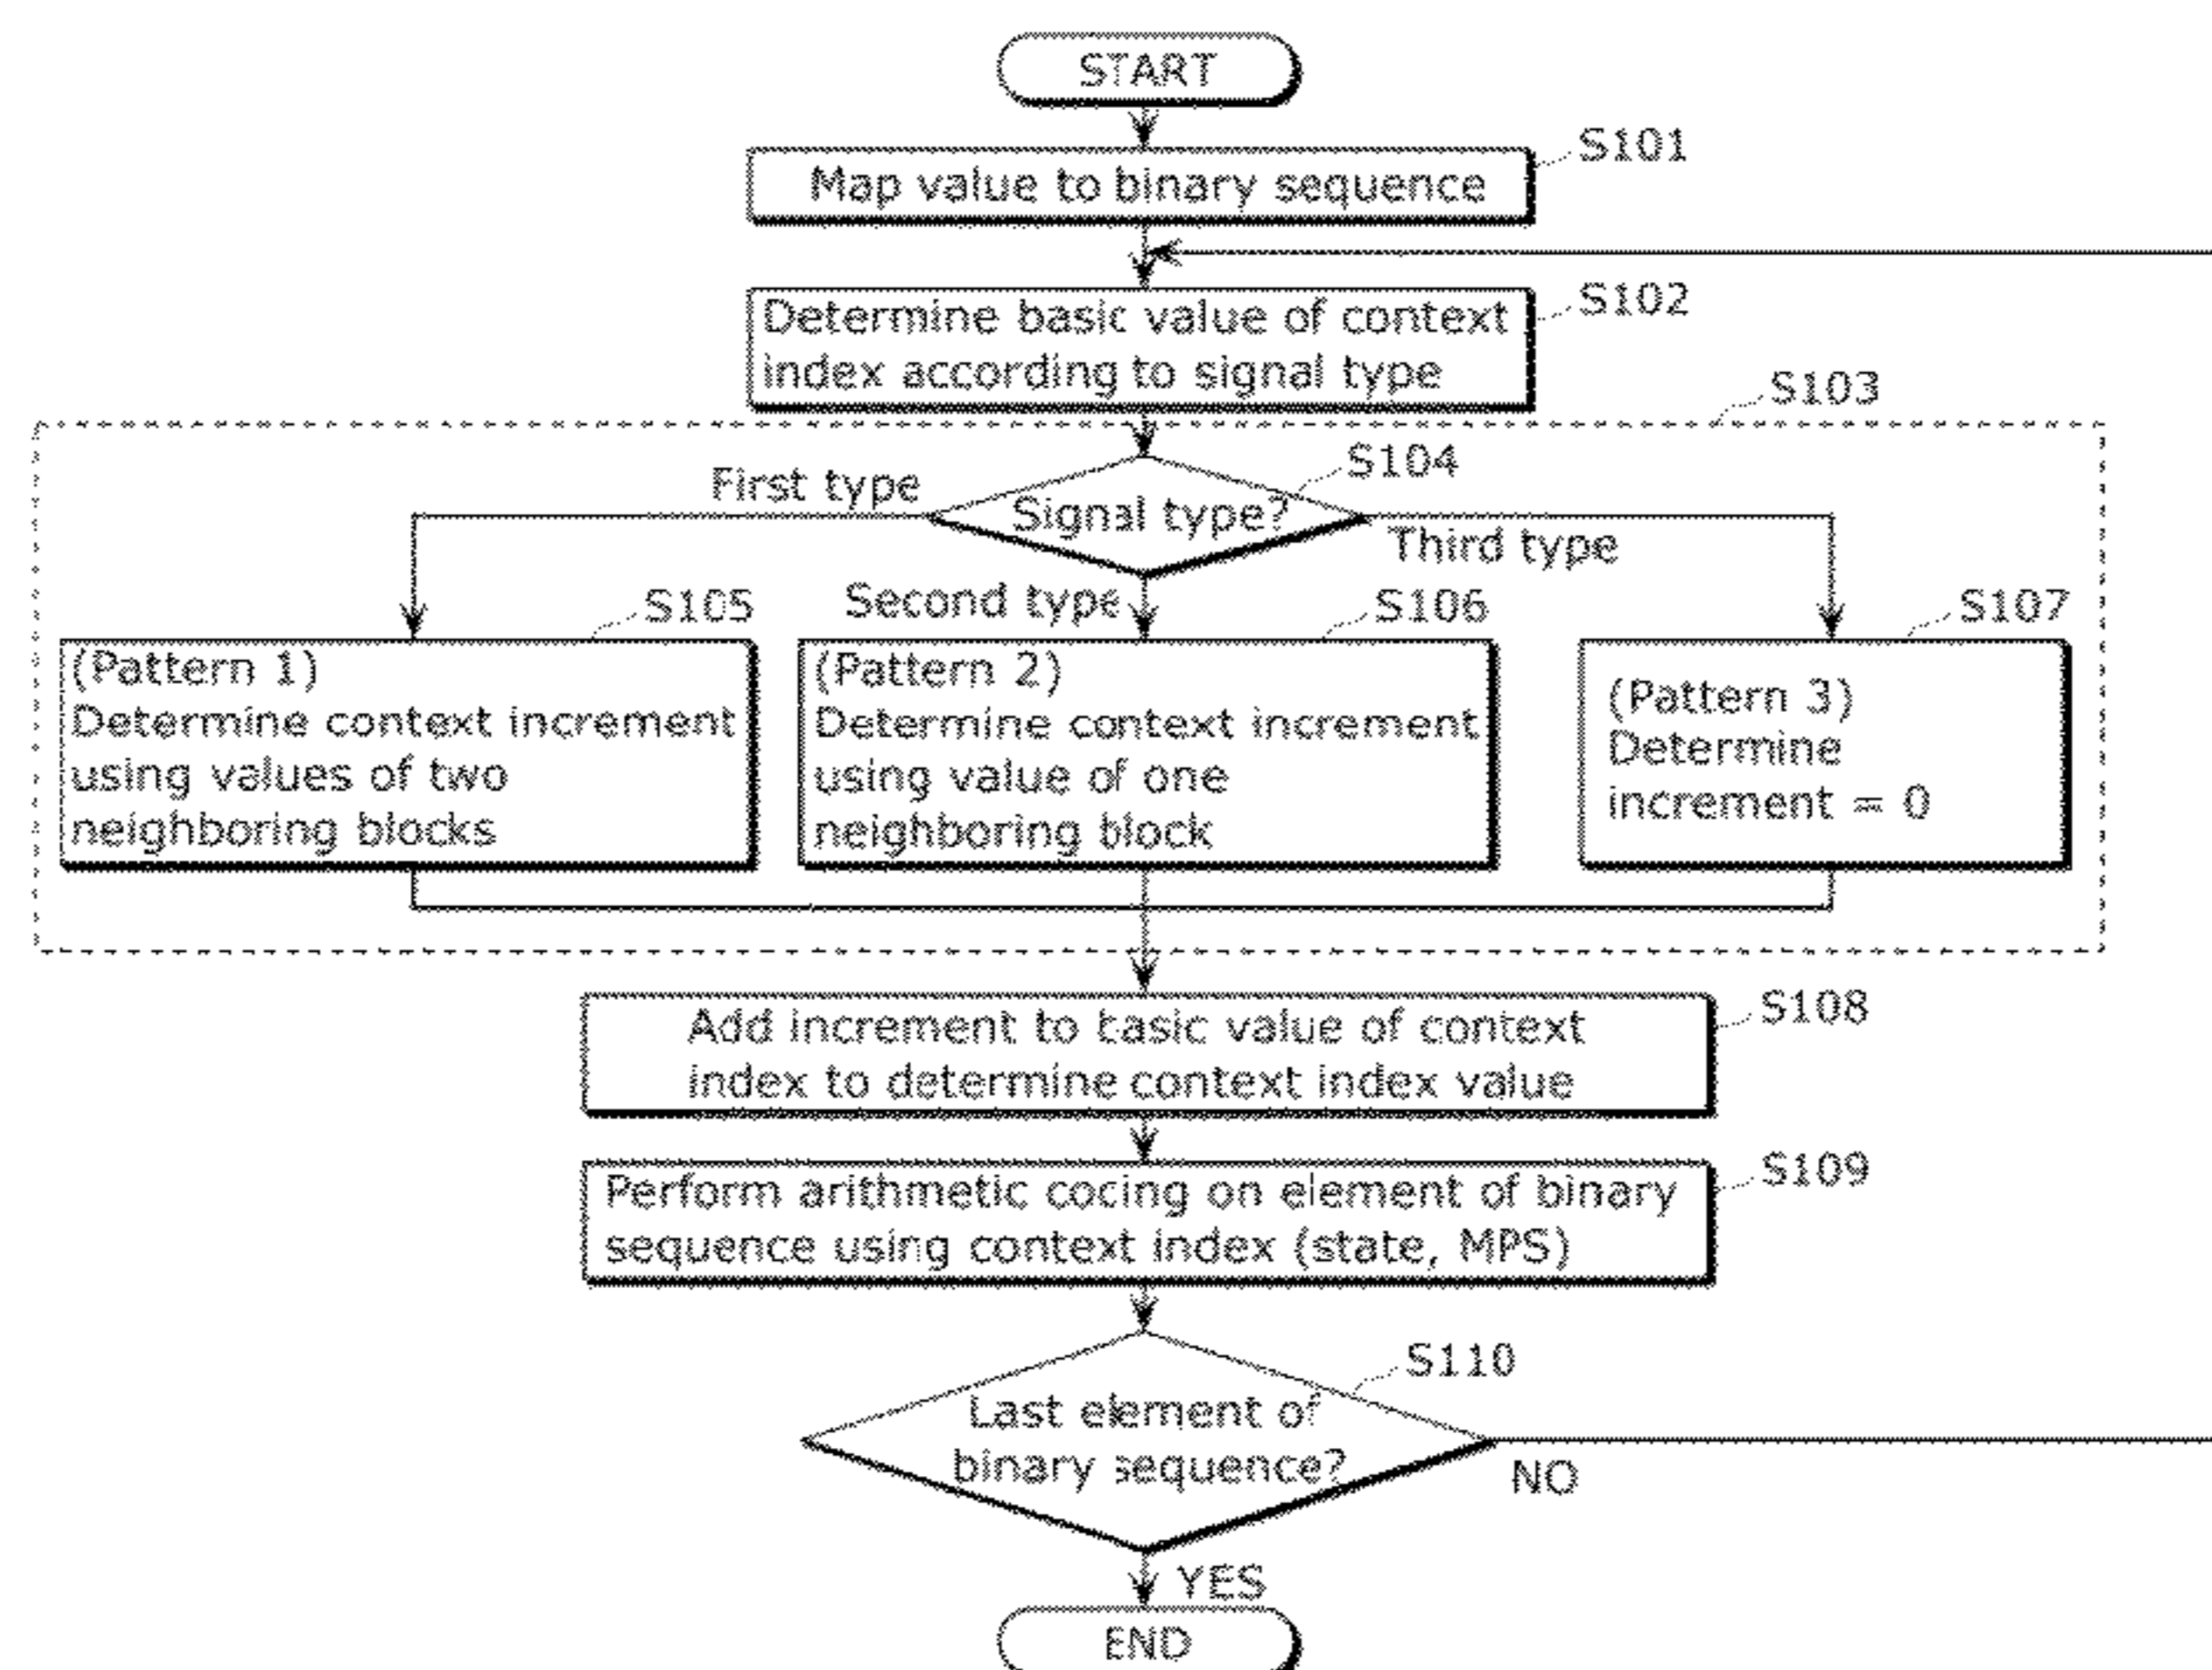 START
S101
Map value to binary sequence
S102
Determine basic value of context
index according to signal type
S103
S104
First type
Signal type?
Third type
Second type
S105
S106
S107
(Pattern 1)
Determine context increment
using values of two
neighboring blocks
(Pattern 2)
Determine context increment
using value of one
neighboring block
(Pattern 3)
Determine
increment = 0
S108
Add increment to basic value of context
index to determine context index value
S109
Perform arithmetic cocing on element of binary
sequence using context index (state, MPS)
S110
Last element of
binary sequence?
NO
YES
END